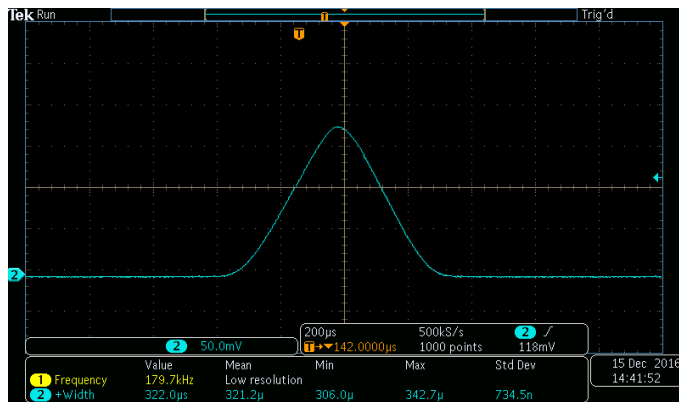 Tek Run Trig'd
T
T
2
2 50.0mV
200µs 500kS/s 2
T→▼142.0000µs 1000 points 118mV
Value Mean Min Max Std Dev
1 Frequency 179.7kHz Low resolution
2 +Width 322.0µs 321.2µ 306.0µ 342.7µ 734.5n
15 Dec 2016
14:41:52